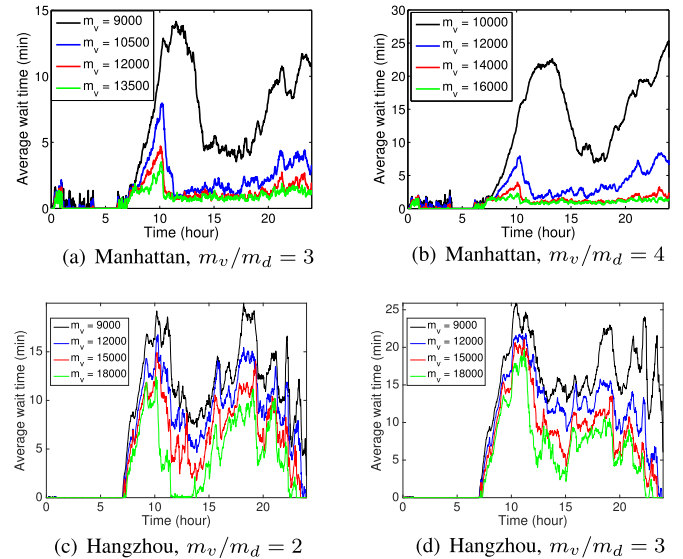 15
10
5
0
0 5 10 15 20
Average wait time (min)
Time (hour)
m_v = 9000
m_v = 10500
m_v = 12000
m_v = 13500
(a) Manhattan, m_v/m_d = 3
30
25
20
15
10
5
0
0 5 10 15 20
Average wait time (min)
Time (hour)
m_v = 10000
m_v = 12000
m_v = 14000
m_v = 16000
(b) Manhattan, m_v/m_d = 4
15
10
5
0
0 5 10 15 20
Average wait time (min)
Time (hour)
m_v = 9000
m_v = 12000
m_v = 15000
m_v = 18000
(c) Hangzhou, m_v/m_d = 2
25
20
15
10
5
0
0 5 10 15 20
Average wait time (min)
Time (hour)
m_v = 9000
m_v = 12000
m_v = 15000
m_v = 18000
(d) Hangzhou, m_v/m_d = 3